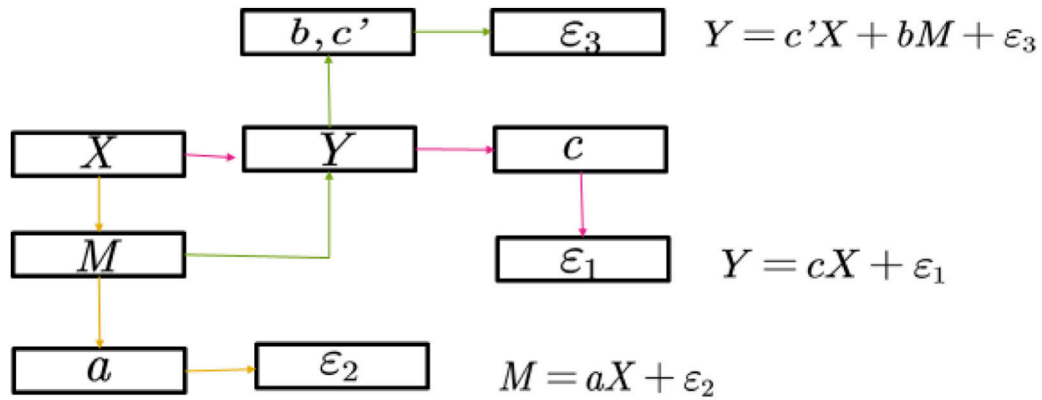 b, c’ ε₃ Y = c’X + bM + ε₃
X Y c
M ε₁ Y = cX + ε₁
a ε₂ M = aX + ε₂